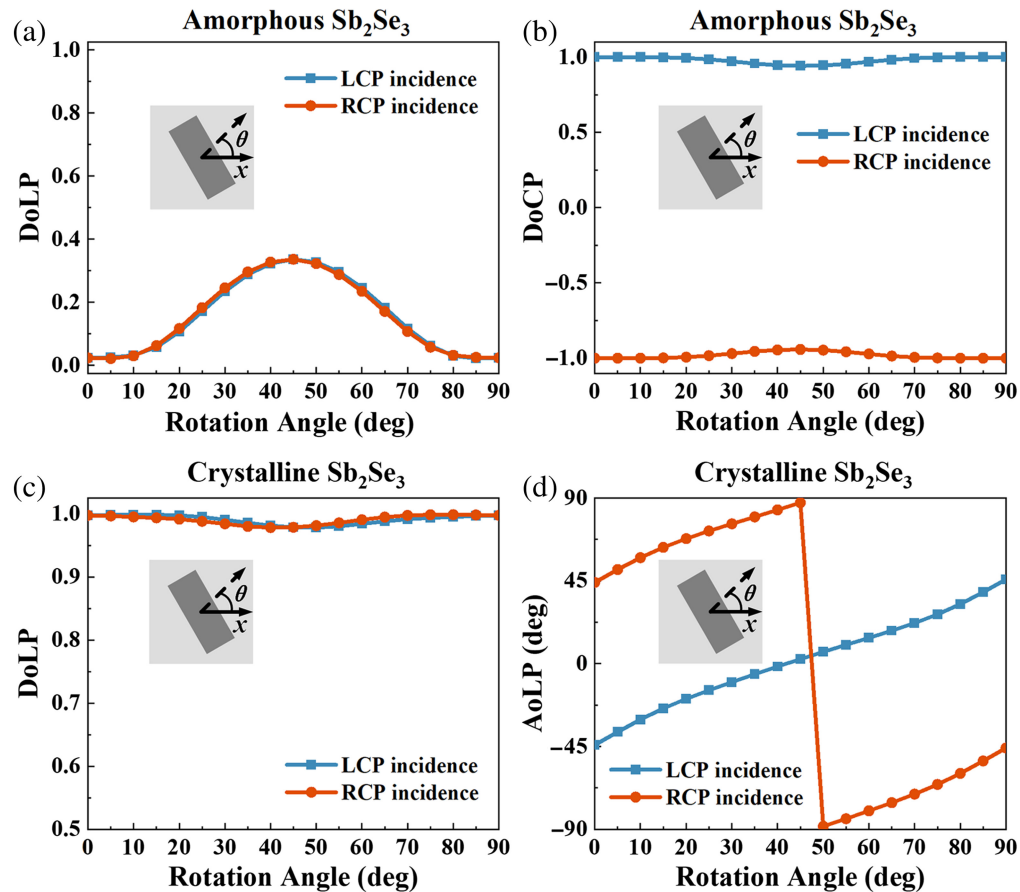 (a)
Amorphous Sb₂Se₃
1.0
0.8
0.6
0.4
0.2
0.0
DoLP
LCP incidence
RCP incidence
θ
x
0 10 20 30 40 50 60 70 80 90
Rotation Angle (deg)
(b)
Amorphous Sb₂Se₃
1.0
0.5
0.0
−0.5
−1.0
DoCP
LCP incidence
RCP incidence
θ
x
0 10 20 30 40 50 60 70 80 90
Rotation Angle (deg)
(c)
Crystalline Sb₂Se₃
1.0
0.9
0.8
0.7
0.6
0.5
DoLP
θ
x
LCP incidence
RCP incidence
0 10 20 30 40 50 60 70 80 90
Rotation Angle (deg)
(d)
Crystalline Sb₂Se₃
90
45
0
−45
−90
AoLP (deg)
θ
x
LCP incidence
RCP incidence
0 10 20 30 40 50 60 70 80 90
Rotation Angle (deg)